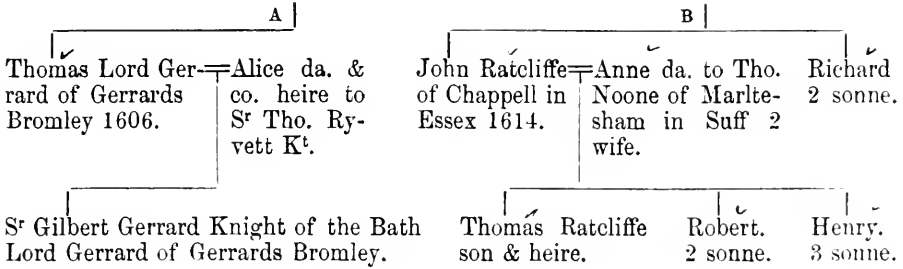 A
B
Thomas Lord Ger-
rard of Gerrards
Bromley 1606.
Alice da. &
co. heire to
Sʳ Tho. Ry-
vett Kᵗ.
John Ratcliffe
of Chappell in
Essex 1614.
Anne da. to Tho.
Noone of Marlte-
sham in Suff 2
wife.
Richard
2 sonne.
Sʳ Gilbert Gerrard Knight of the Bath
Lord Gerrard of Gerrards Bromley.
Thomas Ratcliffe
son & heire.
Robert.
2 sonne.
Henry.
3 sonne.